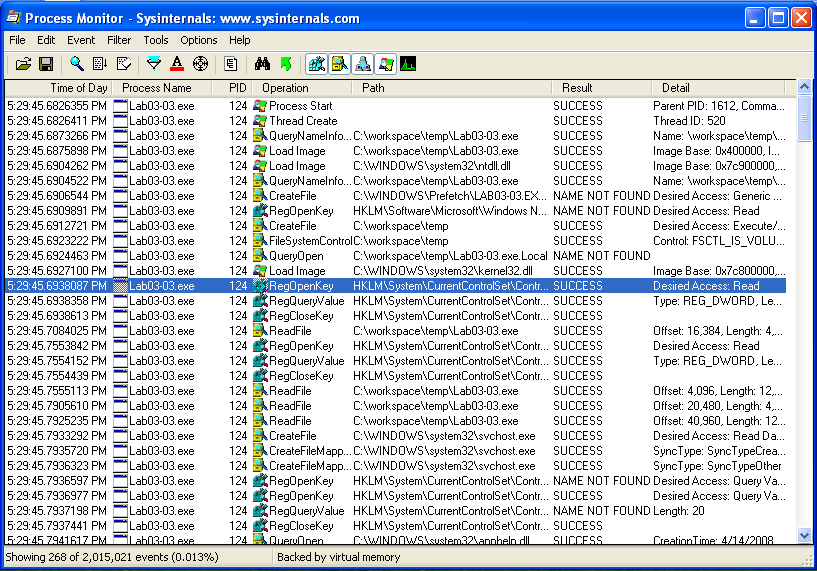 Process Monitor - Sysinternals: www.sysinternals.com
File Edit Event Filter Tools Options Help
Time of Day Process Name PID Operation Path Result Detail
5:29:45.6826355 PM Lab03-03.exe 124 Process Start SUCCESS Parent PID: 1612, Comma...
5:29:45.6826411 PM Lab03-03.exe 124 Thread Create SUCCESS Thread ID: 520
5:29:45.6873266 PM Lab03-03.exe 124 QueryNameInfo... C:\workspace\temp\Lab03-03.exe SUCCESS Name: \workspace\temp\...
5:29:45.6875898 PM Lab03-03.exe 124 Load Image C:\workspace\temp\Lab03-03.exe SUCCESS Image Base: 0x400000, I...
5:29:45.6904262 PM Lab03-03.exe 124 Load Image C:\WINDOWS\system32\ntdll.dll SUCCESS Image Base: 0x7c900000,...
5:29:45.6904522 PM Lab03-03.exe 124 QueryNameInfo... C:\workspace\temp\Lab03-03.exe SUCCESS Name: \workspace\temp\...
5:29:45.6906544 PM Lab03-03.exe 124 CreateFile C:\WINDOWS\Prefetch\LAB03-03.EX... NAME NOT FOUND Desired Access: Generic ...
5:29:45.6909891 PM Lab03-03.exe 124 RegOpenKey HKLM\Software\Microsoft\Windows N... NAME NOT FOUND Desired Access: Read
5:29:45.6912721 PM Lab03-03.exe 124 CreateFile C:\workspace\temp SUCCESS Desired Access: Execute/...
5:29:45.6923222 PM Lab03-03.exe 124 FileSystemControl C:\workspace\temp SUCCESS Control: FSCTL_IS_VOLU...
5:29:45.6924463 PM Lab03-03.exe 124 QueryOpen C:\workspace\temp\Lab03-03.exe.Local NAME NOT FOUND
5:29:45.6927100 PM Lab03-03.exe 124 Load Image C:\WINDOWS\system32\kernel32.dll SUCCESS Image Base: 0x7c800000,...
5:29:45.6938087 PM Lab03-03.exe 124 RegOpenKey HKLM\System\CurrentControlSet\Contr... SUCCESS Desired Access: Read
5:29:45.6938358 PM Lab03-03.exe 124 RegQueryValue HKLM\System\CurrentControlSet\Contr... SUCCESS Type: REG_DWORD, Le...
5:29:45.6938613 PM Lab03-03.exe 124 RegCloseKey HKLM\System\CurrentControlSet\Contr... SUCCESS
5:29:45.7084025 PM Lab03-03.exe 124 ReadFile C:\workspace\temp\Lab03-03.exe SUCCESS Offset: 16,384, Length: 4,...
5:29:45.7553842 PM Lab03-03.exe 124 RegOpenKey HKLM\System\CurrentControlSet\Contr... SUCCESS Desired Access: Read
5:29:45.7554152 PM Lab03-03.exe 124 RegQueryValue HKLM\System\CurrentControlSet\Contr... SUCCESS Type: REG_DWORD, Le...
5:29:45.7554439 PM Lab03-03.exe 124 RegCloseKey HKLM\System\CurrentControlSet\Contr... SUCCESS
5:29:45.7555113 PM Lab03-03.exe 124 ReadFile C:\workspace\temp\Lab03-03.exe SUCCESS Offset: 4,096, Length: 12,...
5:29:45.7905610 PM Lab03-03.exe 124 ReadFile C:\workspace\temp\Lab03-03.exe SUCCESS Offset: 20,480, Length: 4,...
5:29:45.7925235 PM Lab03-03.exe 124 ReadFile C:\workspace\temp\Lab03-03.exe SUCCESS Offset: 40,960, Length: 12...
5:29:45.7933292 PM Lab03-03.exe 124 CreateFile C:\WINDOWS\system32\svchost.exe SUCCESS Desired Access: Read Da...
5:29:45.7935720 PM Lab03-03.exe 124 CreateFileMapp... C:\WINDOWS\system32\svchost.exe SUCCESS SyncType: SyncTypeCrea...
5:29:45.7936323 PM Lab03-03.exe 124 CreateFileMapp... C:\WINDOWS\system32\svchost.exe SUCCESS SyncType: SyncTypeOther
5:29:45.7936597 PM Lab03-03.exe 124 RegOpenKey HKLM\System\CurrentControlSet\Contr... NAME NOT FOUND Desired Access: Query Va...
5:29:45.7936977 PM Lab03-03.exe 124 RegOpenKey HKLM\System\CurrentControlSet\Contr... SUCCESS Desired Access: Query Va...
5:29:45.7937198 PM Lab03-03.exe 124 RegQueryValue HKLM\System\CurrentControlSet\Contr... NAME NOT FOUND Length: 20
5:29:45.7937441 PM Lab03-03.exe 124 RegCloseKey HKLM\System\CurrentControlSet\Contr... SUCCESS
5:29:45.7941617 PM Lab03-03.exe 124 QueryOpen C:\WINDOWS\system32\apphelp.dll SUCCESS CreationTime: 4/14/2008
Showing 268 of 2,015,021 events (0.013%) Backed by virtual memory